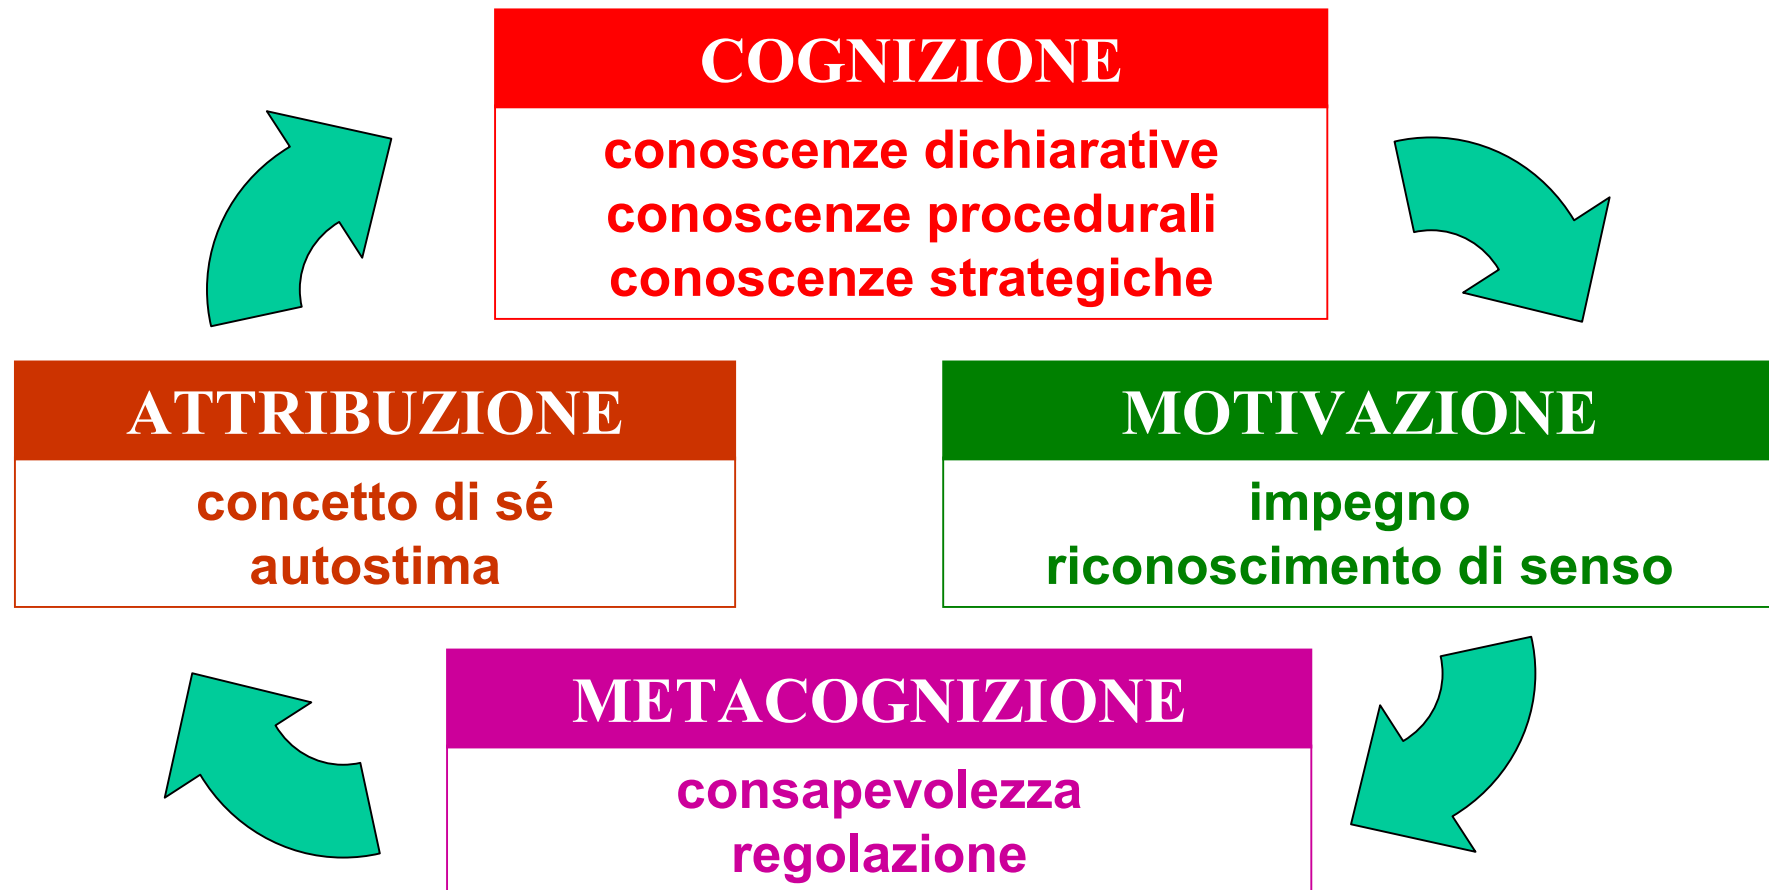 COGNIZIONE
conoscenze dichiarative
conoscenze procedurali
conoscenze strategiche
ATTRIBUZIONE
concetto di sé
autostima
MOTIVAZIONE
impegno
riconoscimento di senso
METACOGNIZIONE
consapevolezza
regolazione